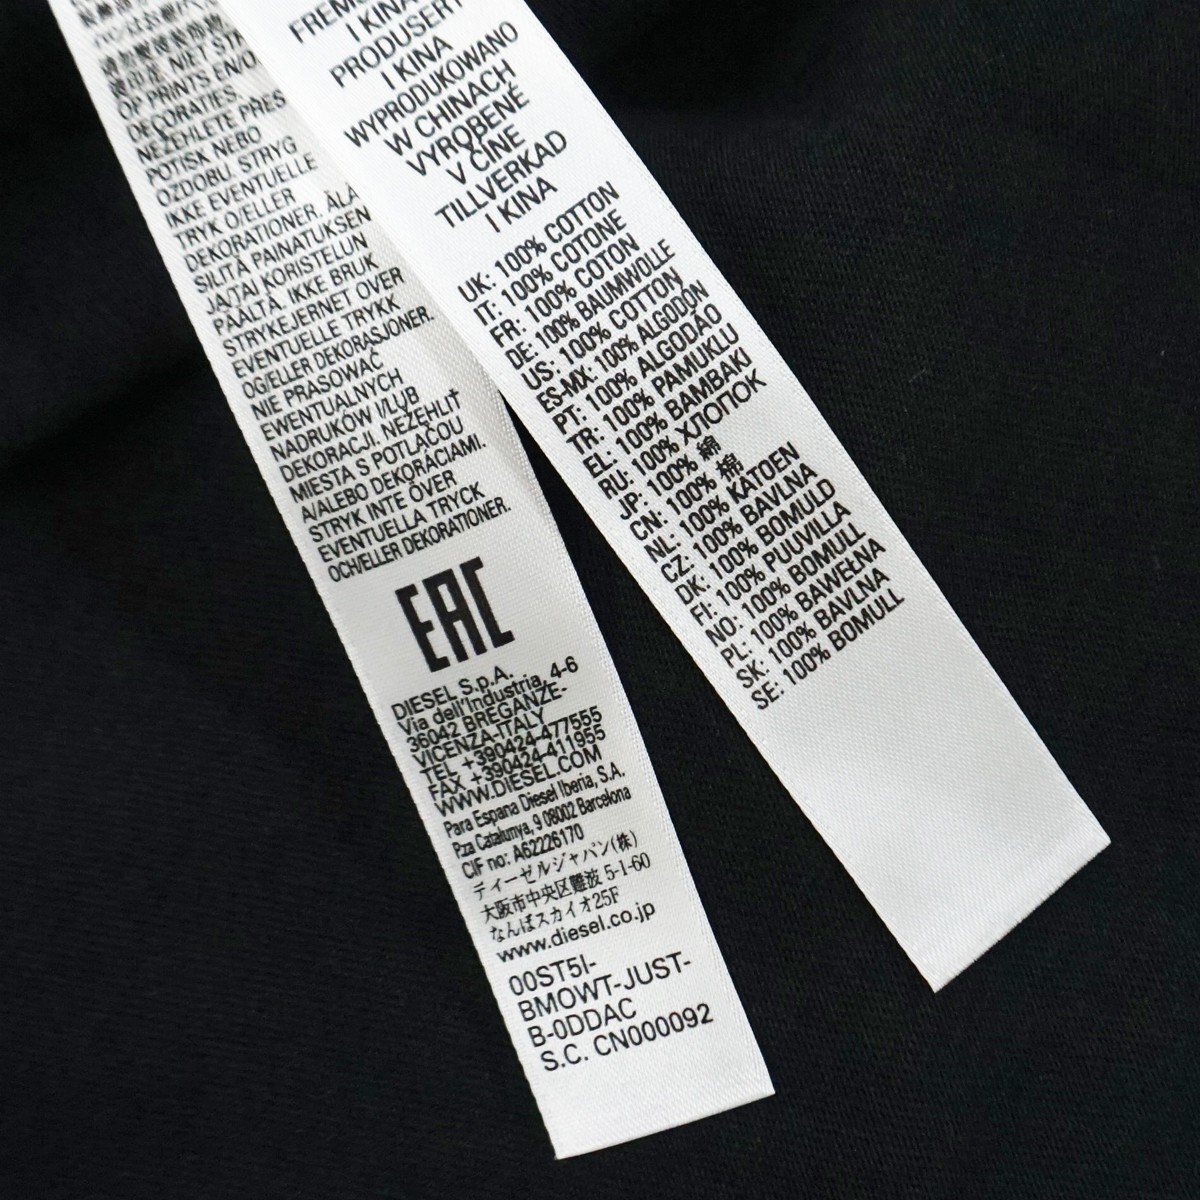 OF PRINTS EN/O
DECORATIES.
NEŽEHLETE PŘES
POTISK NEBO
OZDOBU. STRYG
IKKE EVENTUELLE
TRYK O/ELLER
DEKORATIONER. ÄLÄ
SILITÄ PAINATUKSEN
JA/TAI KORISTELUN
PÄÄLTÄ. IKKE BRUK
STRYKEJERNET OVER
EVENTUELLE TRYKK
OG/ELLER DEKORASJONER.
NIE PRASOWAĆ
EWENTUALNYCH
NADRUKÓW I/LUB
DEKORACJI. NEŽEHLIŤ
MIESTA S POTLAČOU
A/ALEBO DEKORÁCIAMI.
STRYK INTE ÖVER
EVENTUELLA TRYCK
OCH/ELLER DEKORATIONER.
EAC
DIESEL S.p.A.
Via dell'Industria, 4-6
36042 BREGANZE-
VICENZA-ITALY
TEL +390424-477555
FAX +390424-411955
WWW.DIESEL.COM
Para Espana Diesel Iberia, S.A.
Pza Catalunya, 9 08002 Barcelona
CIF no: A62226170
ディーゼルジャパン(株)
大阪市中央区難波 5-1-60
なんばスカイオ25F
www.diesel.co.jp
00ST5I-
BMOWT-JUST-
B-0DDAC
S.C. CN000092
I KINA
PRODUSERT
I KINA
WYPRODUKOWANO
W CHINACH
VYROBENÉ
V ČÍNE
TILLVERKAD
I KINA
UK: 100% COTTON
IT: 100% COTONE
FR: 100% COTON
DE: 100% BAUMWOLLE
US: 100% COTTON
ES-MX: 100% ALGODON
PT: 100% ALGODÃO
TR: 100% PAMUKLU
EL: 100% BAMBAKI
RU: 100% ХЛОПОК
JP: 100% 綿
CN: 100% 棉
NL: 100% KATOEN
CZ: 100% BAVLNA
DK: 100% BOMULD
FI: 100% PUUVILLA
NO: 100% BOMULL
PL: 100% BAWEŁNA
SK: 100% BAVLNA
SE: 100% BOMULL